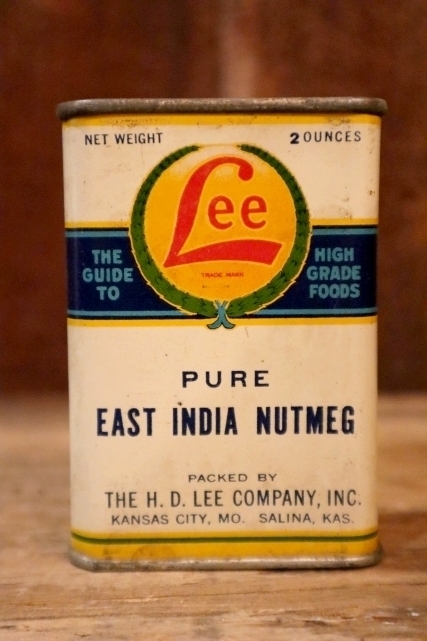 NET WEIGHT 2 OUNCES
Lee
TRADE MARK
THE GUIDE TO
HIGH GRADE FOODS
PURE
EAST INDIA NUTMEG
PACKED BY
THE H. D. LEE COMPANY, INC.
KANSAS CITY, MO. SALINA, KAS.